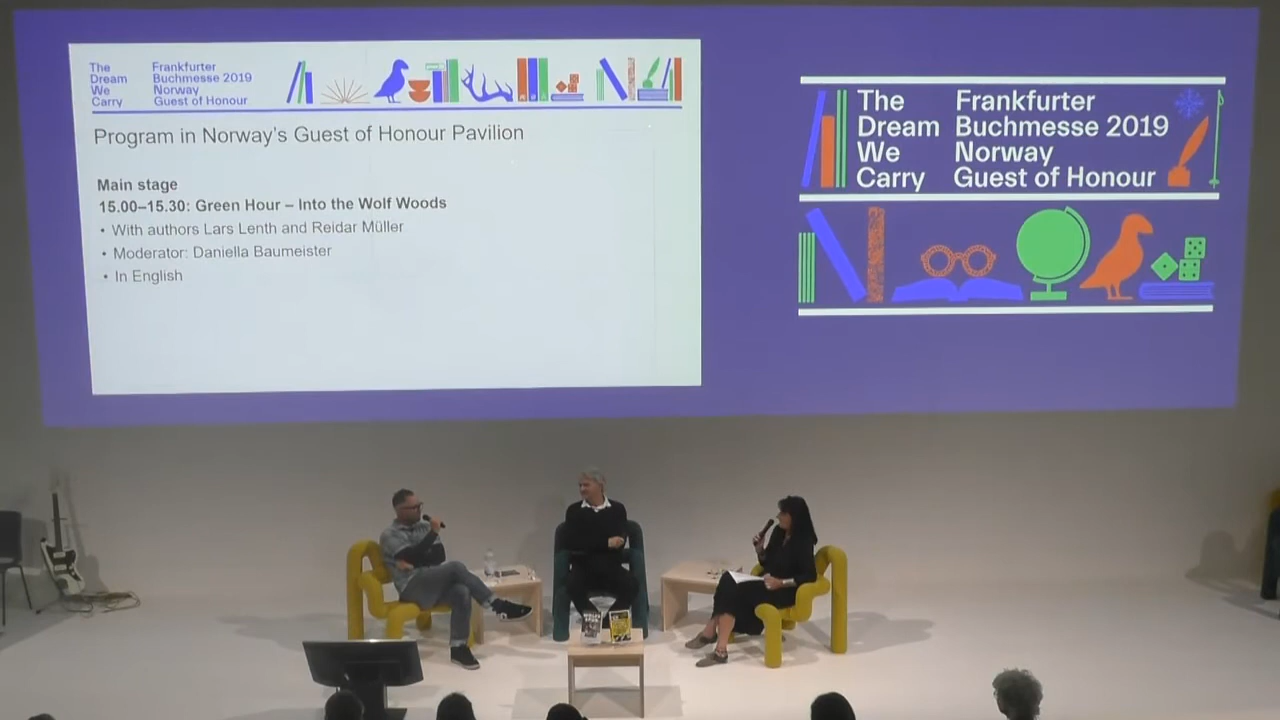 The Dream We Carry
Frankfurter Buchmesse 2019 Norway Guest of Honour
Program in Norway's Guest of Honour Pavilion
Main stage
15.00–15.30: Green Hour – Into the Wolf Woods
• With authors Lars Lenth and Reidar Müller
• Moderator: Daniella Baumeister
• In English
The
Dream
We
Carry
Frankfurter
Buchmesse 2019
Norway
Guest of Honour